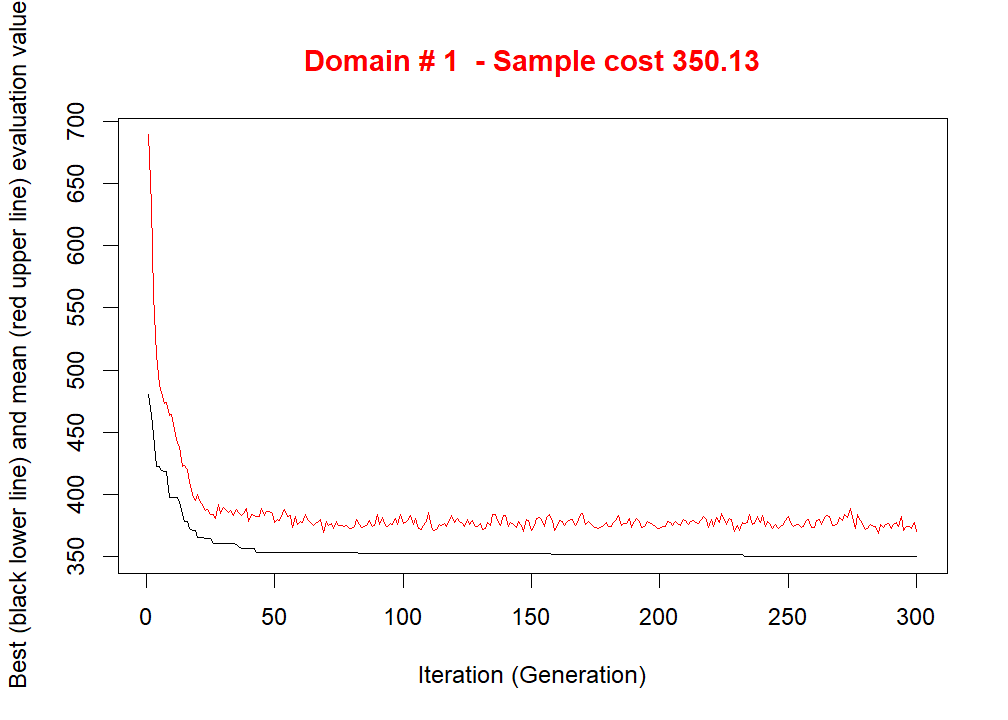 Domain # 1  - Sample cost 350.13
Best (black lower line) and mean (red upper line) evaluation value
700
650
600
550
500
450
400
350
0 50 100 150 200 250 300
Iteration (Generation)